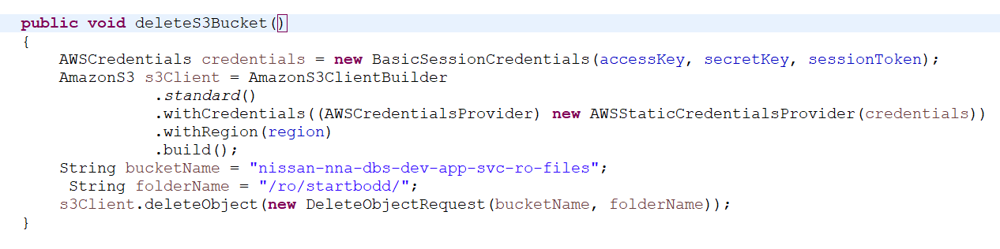 public void deleteS3Bucket()
{
AWSCredentials credentials = new BasicSessionCredentials(accessKey, secretKey, sessionToken);
AmazonS3 s3Client = AmazonS3ClientBuilder
.standard()
.withCredentials((AWSCredentialsProvider) new AWSStaticCredentialsProvider(credentials))
.withRegion(region)
.build();
String bucketName = "nissan-nna-dbs-dev-app-svc-ro-files";
String folderName = "/ro/startbodd/";
s3Client.deleteObject(new DeleteObjectRequest(bucketName, folderName));
}